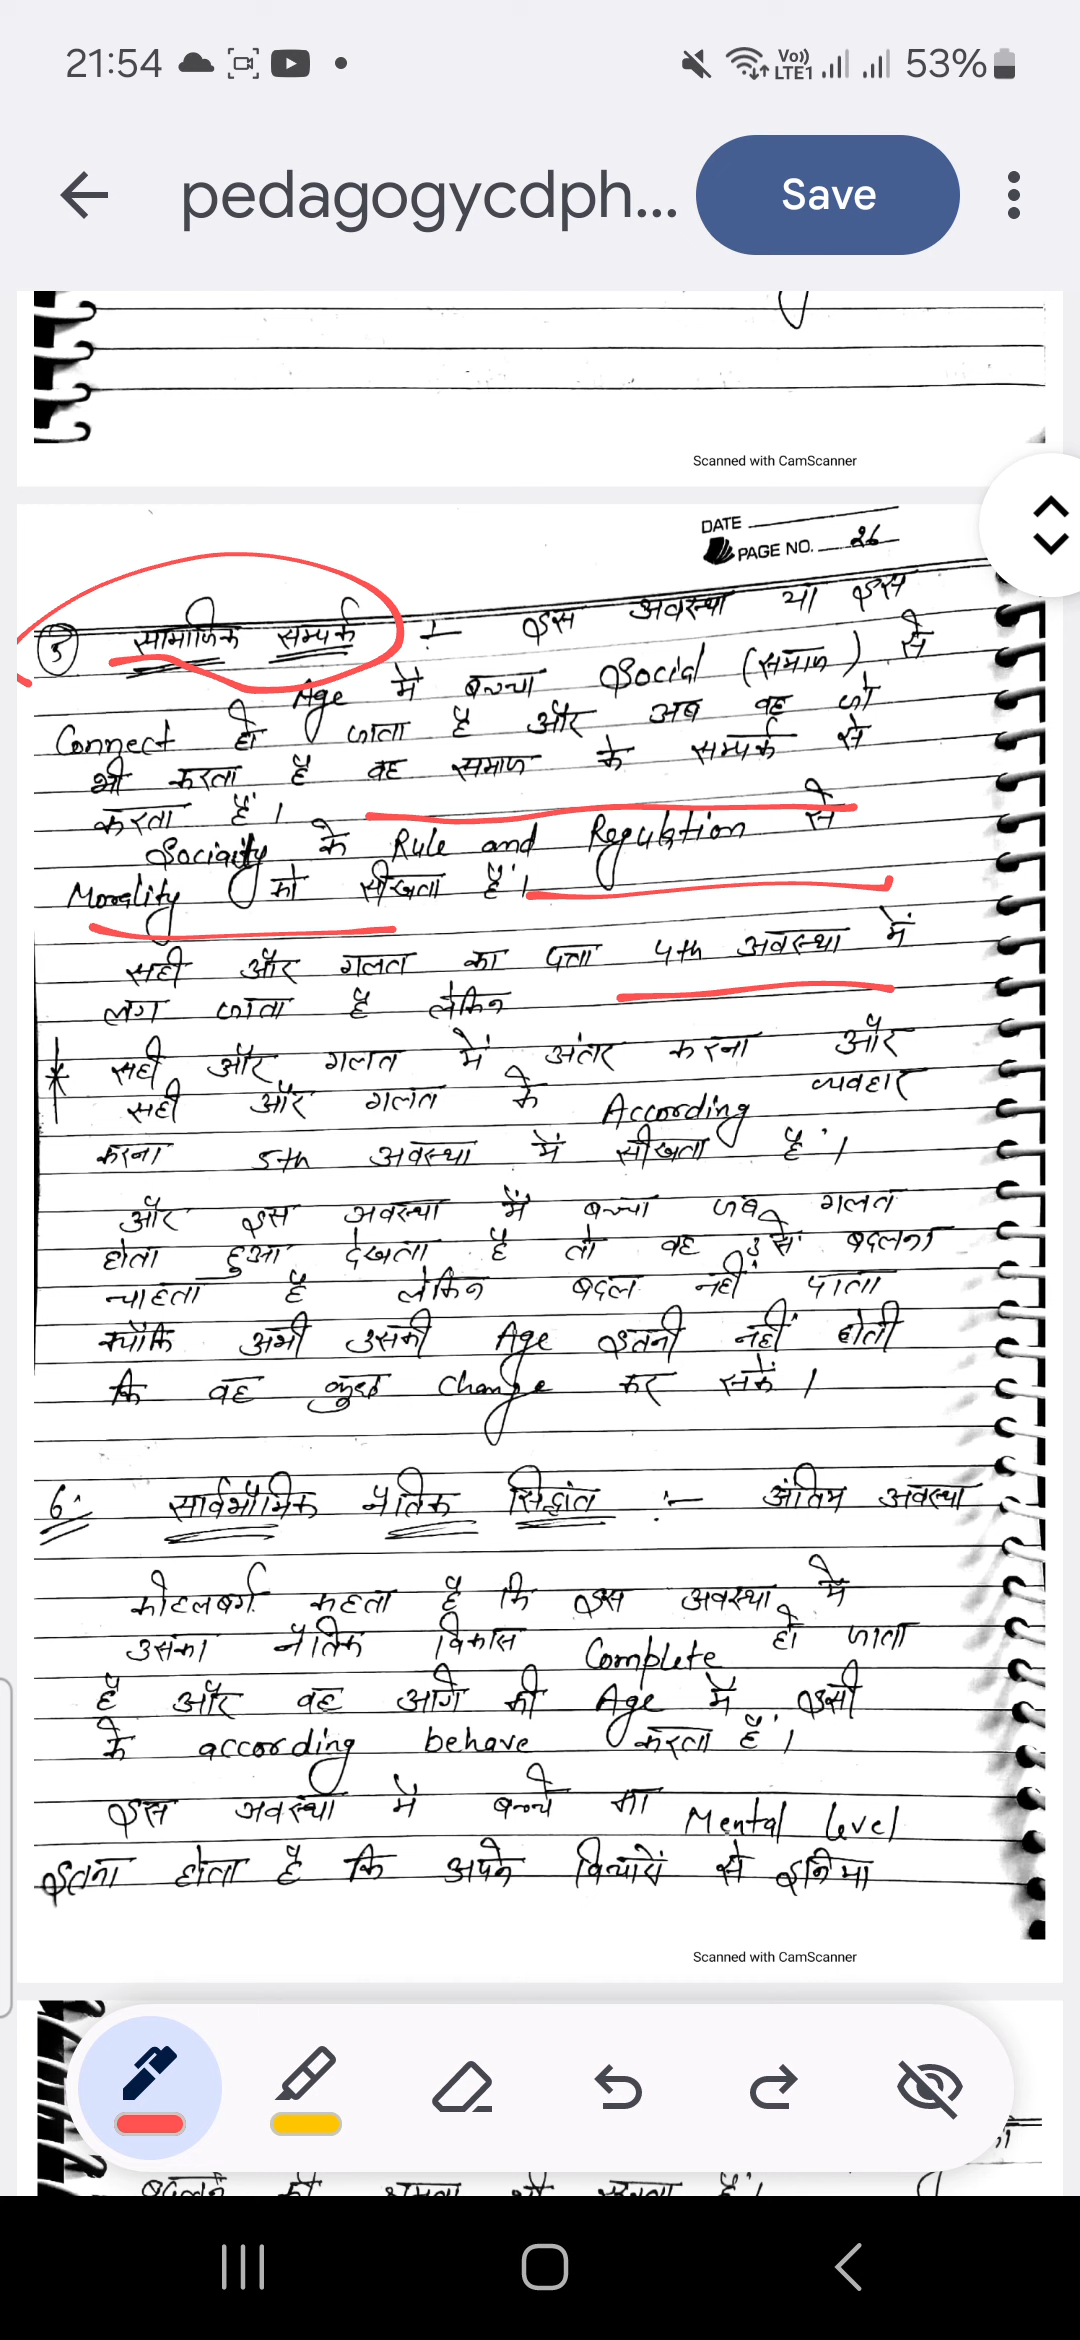 21:54
Vo)) LTE1 53%
pedagogycdph... Save
Scanned with CamScanner
DATE
PAGE NO. 26
5 सामाजिक सम्पर्क :- इस अवस्था या इस
Age में बच्चा Social (समाज) से
Connect हो जाता है और अब वह जो
भी करता है वह समाज के सम्पर्क से
करता है।
Sociaity के Rule and Regulation से
Morality को सीखता है।
सही और गलत का पता 4th अवस्था में
लग जाता है लेकिन
* सही और गलत में अंतर करना और
सही और गलत के According व्यवहार
करना 5th अवस्था में सीखता है।
और इस अवस्था में बच्चा जब गलत
होता हुआ देखता है तो वह उसे बदलना
चाहता है लेकिन बदल नहीं पाता
क्योंकि अभी उसकी Age इतनी नहीं होती
कि वह कुछ change कर सके।
6:- सार्वभौमिक नैतिक सिद्धांत :- अंतिम अवस्था
कोहलबर्ग कहता है कि इस अवस्था में
उसका नैतिक विकास Complete हो जाता
है और वह आगे की Age में इसी
के according behave करता है।
इस अवस्था में बच्चे का Mental level
इतना होता है कि अपने विचारों से दुनिया
Scanned with CamScanner